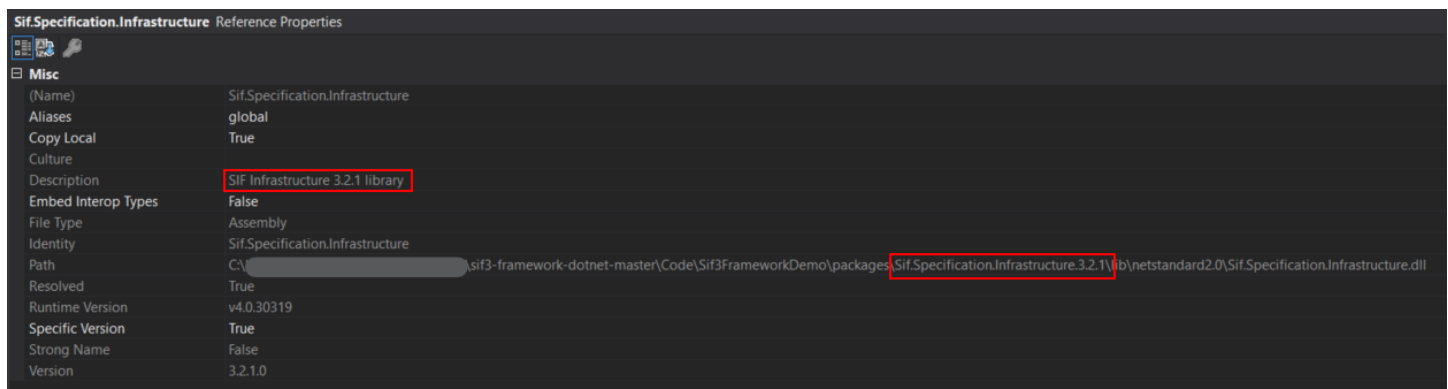 Sif.Specification.Infrastructure Reference Properties
Misc
(Name) Sif.Specification.Infrastructure
Aliases global
Copy Local True
Culture
Description SIF Infrastructure 3.2.1 library
Embed Interop Types False
File Type Assembly
Identity Sif.Specification.Infrastructure
Path C:\ \sif3-framework-dotnet-master\Code\Sif3FrameworkDemo\packages\Sif.Specification.Infrastructure.3.2.1\lib\netstandard2.0\Sif.Specification.Infrastructure.dll
Resolved True
Runtime Version v4.0.30319
Specific Version True
Strong Name False
Version 3.2.1.0